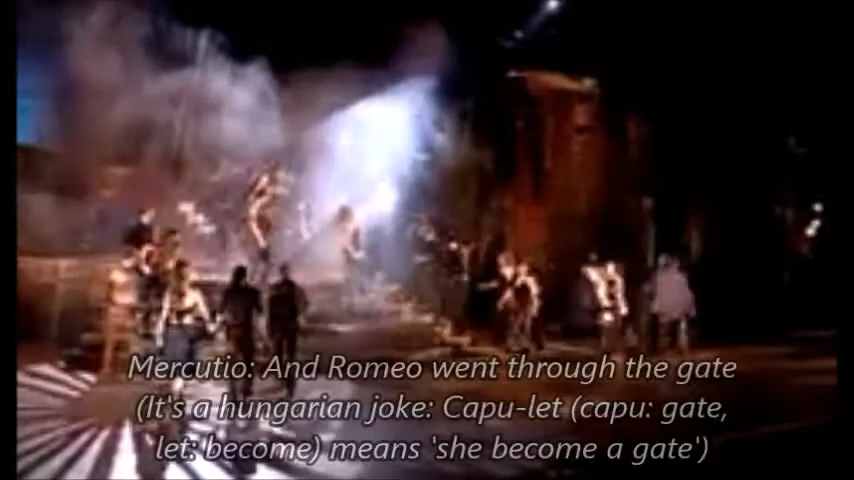 Mercutio: And Romeo went through the gate
(It's a hungarian joke: Capu-let (capu: gate,
let: become) means 'she become a gate')